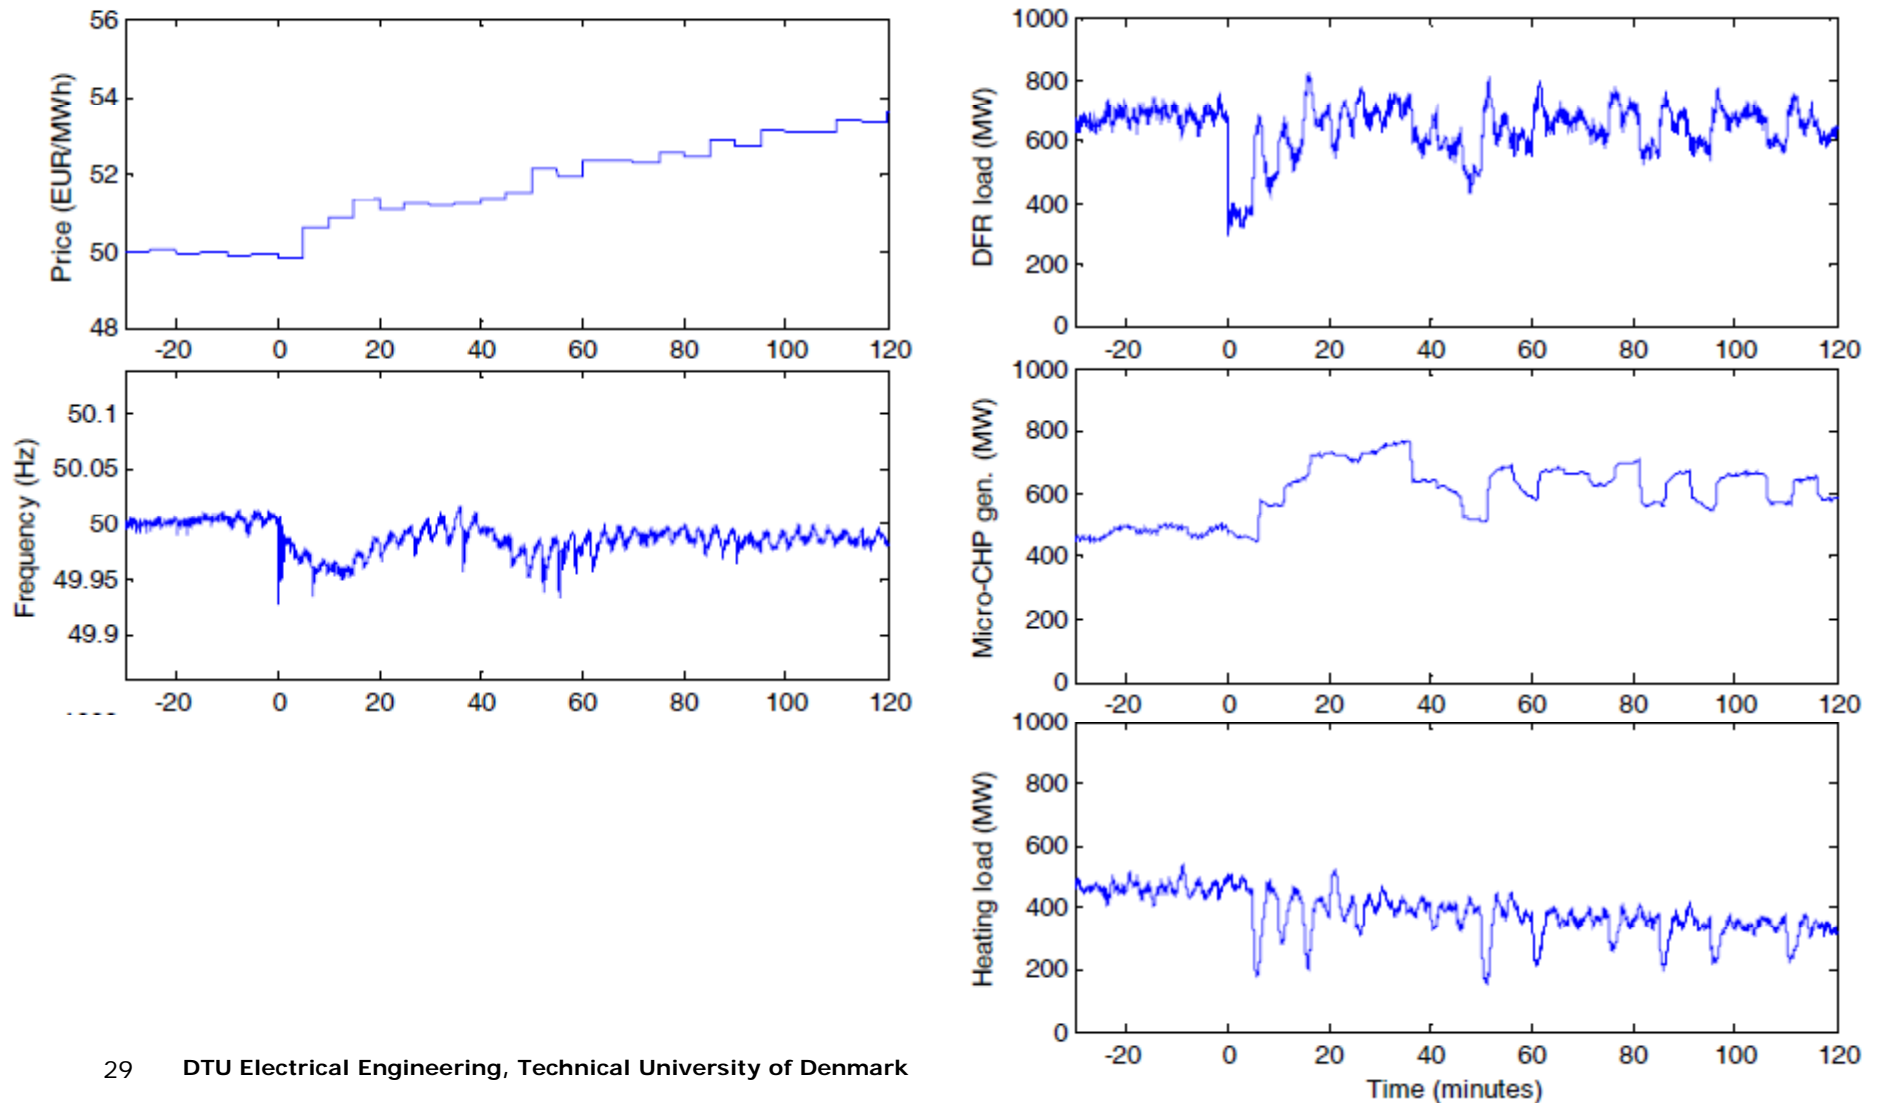 56
54
52
50
48
Price (EUR/MWh)
-20 0 20 40 60 80 100 120
50.1
50.05
50
49.95
49.9
Frequency (Hz)
-20 0 20 40 60 80 100 120
1000
800
600
400
200
0
DFR load (MW)
-20 0 20 40 60 80 100 120
1000
800
600
400
200
0
Micro-CHP gen. (MW)
-20 0 20 40 60 80 100 120
1000
800
600
400
200
0
Heating load (MW)
-20 0 20 40 60 80 100 120
Time (minutes)
29 DTU Electrical Engineering, Technical University of Denmark